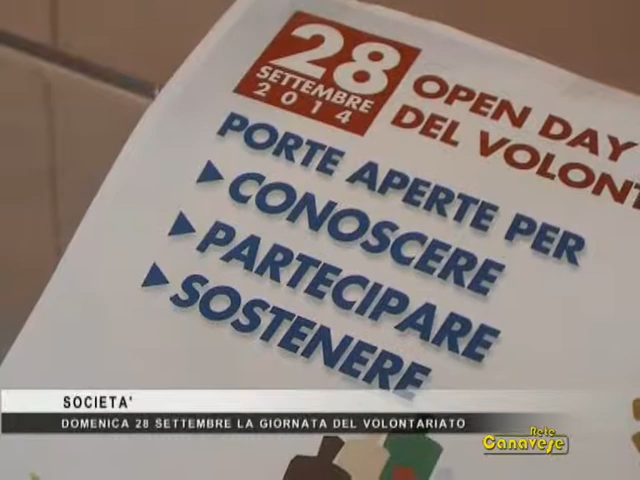 28
SETTEMBRE
2014
OPEN DAY
DEL VOLONT
PORTE APERTE PER
CONOSCERE
PARTECIPARE
SOSTENERE
SOCIETA'
DOMENICA 28 SETTEMBRE LA GIORNATA DEL VOLONTARIATO
Rete
Canavese